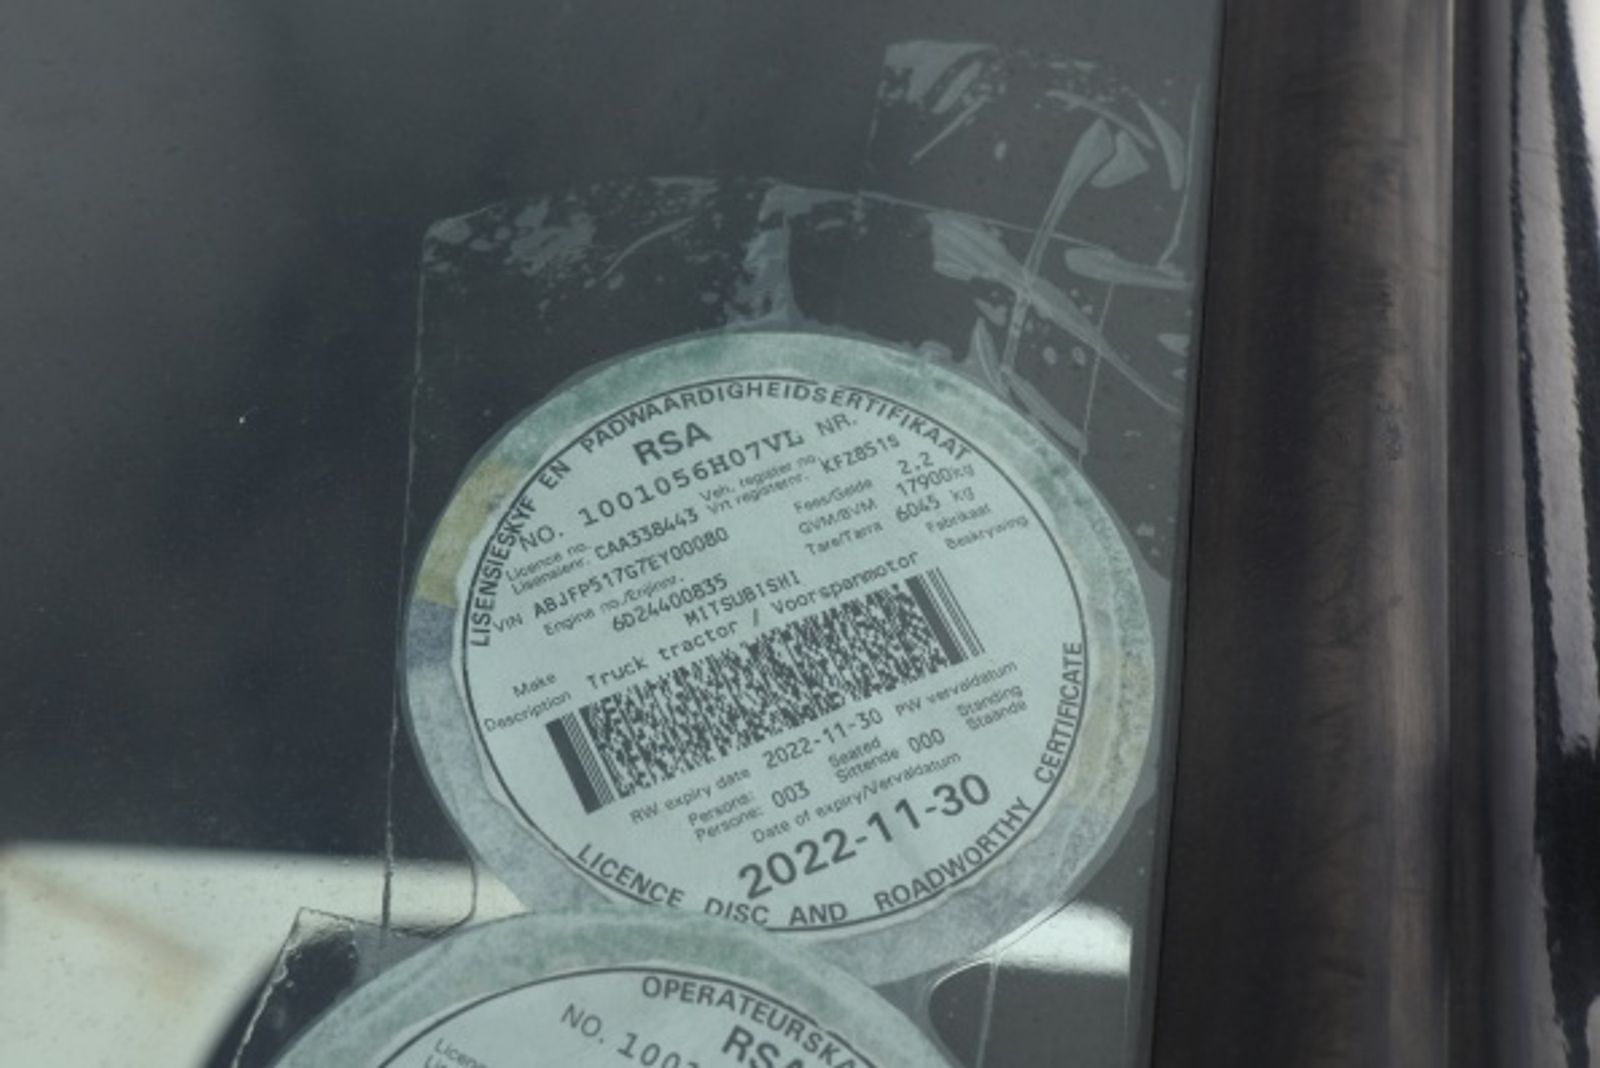 LISENSIESKYF EN PADWAARDIGHEIDSERTIFIKAAT
RSA
NO. 1001056H07VL NR.
Licence no. Veh. register no.
Lisensienr. CAA338443 Vrt registernr. KFZ851S
VIN ABJFP517G7EY00080 Fees/Gelde 2,2
Engine no./Enjinnr. GVM/BVM 17900kg
6D24400835 Tare/Tarra 6045 kg
Make MITSUBISHI Fabrikaat
Description Truck tractor / Voorspanmotor Beskrywing
RW expiry date 2022-11-30 PW vervaldatum
Persons: Seated Standing
Persone: 003 Sittende 000 Staande
Date of expiry/Vervaldatum
2022-11-30
LICENCE DISC AND ROADWORTHY CERTIFICATE
NO. 100